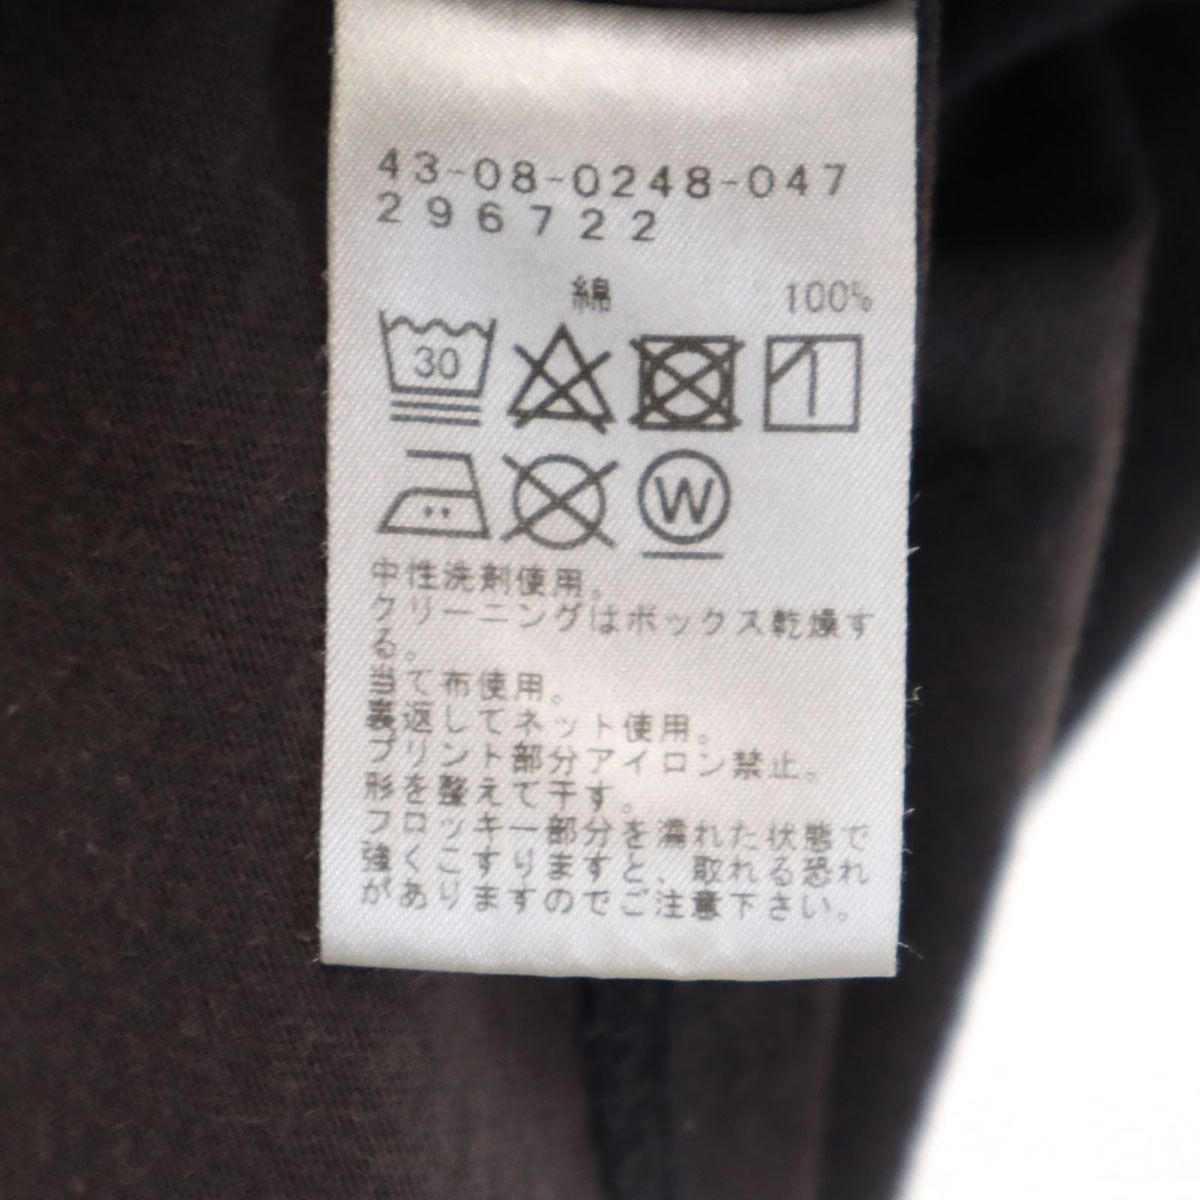 43-08-0248-047
296722
綿 100%
30
W
中性洗剤使用。
クリーニングはボックス乾燥す
る。
当て布使用。
裏返してネット使用。
プリント部分アイロン禁止。
形を整えて干す。
フロッキー部分を濡れた状態で
強くこすりますと、取れる恐れ
がありますのでご注意下さい。